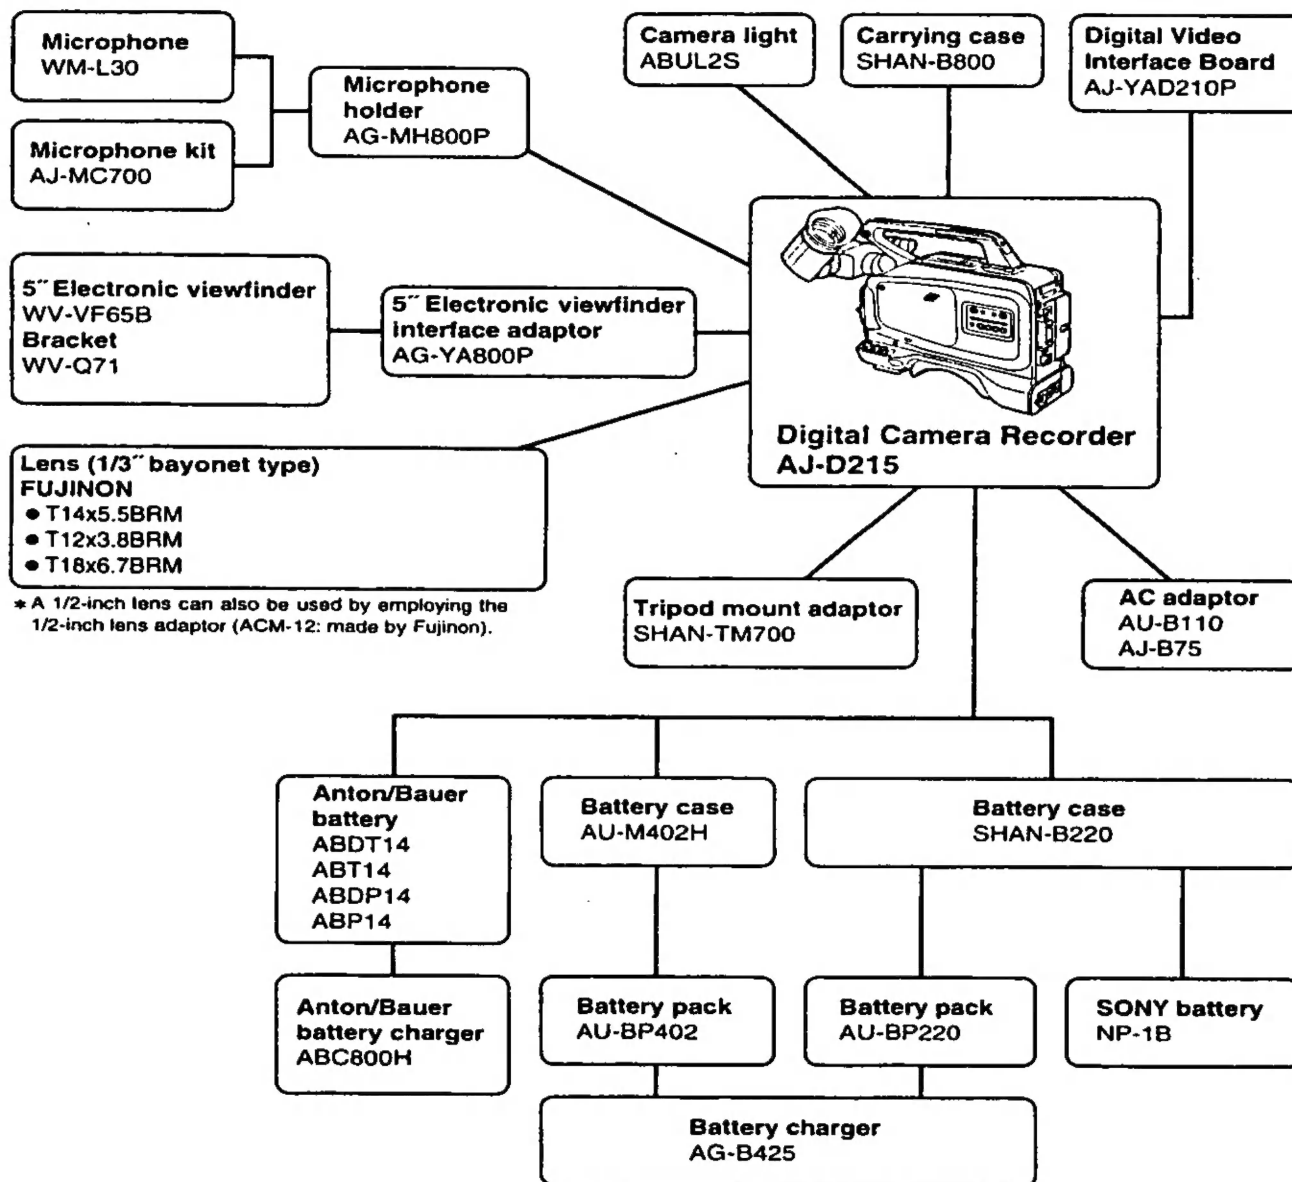 Microphone
WM-L30
Microphone kit
AJ-MC700
Microphone
holder
AG-MH800P
Camera light
ABUL2S
Carrying case
SHAN-B800
Digital Video
Interface Board
AJ-YAD210P
5˝ Electronic viewfinder
WV-VF65B
Bracket
WV-Q71
5˝ Electronic viewfinder
interface adaptor
AG-YA800P
Digital Camera Recorder
AJ-D215
Lens (1/3˝ bayonet type)
FUJINON
● T14x5.5BRM
● T12x3.8BRM
● T18x6.7BRM
* A 1/2-inch lens can also be used by employing the
1/2-inch lens adaptor (ACM-12: made by Fujinon).
Tripod mount adaptor
SHAN-TM700
AC adaptor
AU-B110
AJ-B75
Anton/Bauer
battery
ABDT14
ABT14
ABDP14
ABP14
Battery case
AU-M402H
Battery case
SHAN-B220
Anton/Bauer
battery charger
ABC800H
Battery pack
AU-BP402
Battery pack
AU-BP220
SONY battery
NP-1B
Battery charger
AG-B425